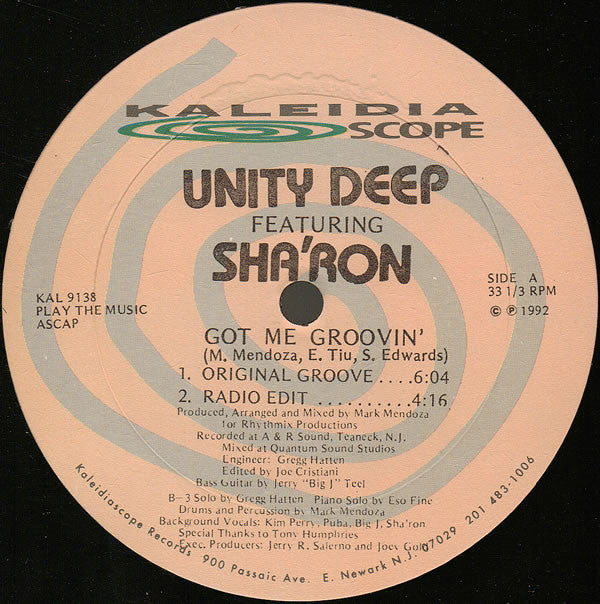 KALEIDIA
SCOPE
UNITY DEEP
FEATURING
SHA'RON
KAL 9138
PLAY THE MUSIC
ASCAP
SIDE A
33 1/3 RPM
© ℗ 1992
GOT ME GROOVIN'
(M. Mendoza, E. Tiu, S. Edwards)
1. ORIGINAL GROOVE....6:04
2. RADIO EDIT ..........4:16
Produced, Arranged and Mixed by Mark Mendoza
for Rhythmix Productions
Recorded at A & R Sound, Teaneck, N.J.
Mixed at Quantum Sound Studios
Engineer: Gregg Hatten
Edited by Joe Cristiani
Bass Guitar by Jerry "Big J" Teel
B-3 Solo by Gregg Hatten Piano Solo by Eso Fine
Drums and Percussion by Mark Mendoza
Background Vocals: Kim Perry, Puba, Big J, Sha'ron
Special Thanks to Tony Humphries
Exec. Producers: Jerry R. Salerno and Joey
Kaleidiascope Records 900 Passaic Ave. E. Newark N.J. 07029 201 483-1006